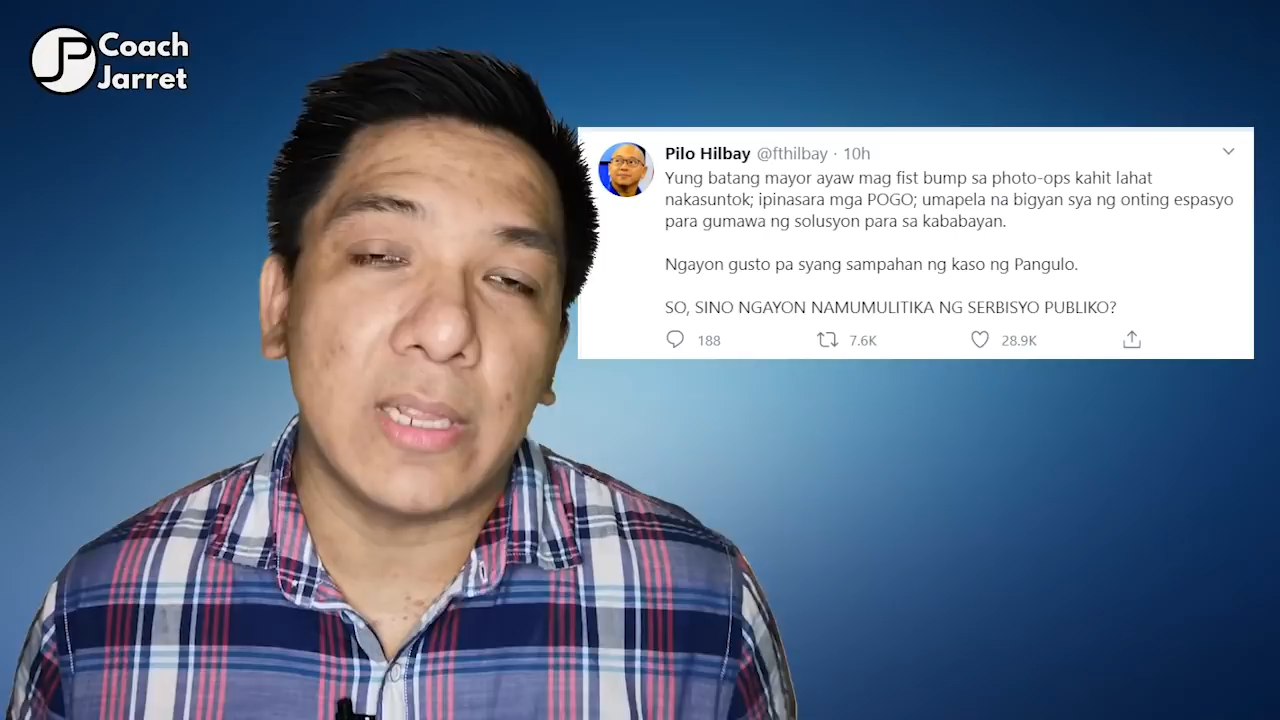 Coach
Jarret
Pilo Hilbay @fthilbay · 10h
Yung batang mayor ayaw mag fist bump sa photo-ops kahit lahat
nakasuntok; ipinasara mga POGO; umapela na bigyan sya ng onting espasyo
para gumawa ng solusyon para sa kababayan.
Ngayon gusto pa syang sampahan ng kaso ng Pangulo.
SO, SINO NGAYON NAMUMULITIKA NG SERBISYO PUBLIKO?
188 7.6K 28.9K